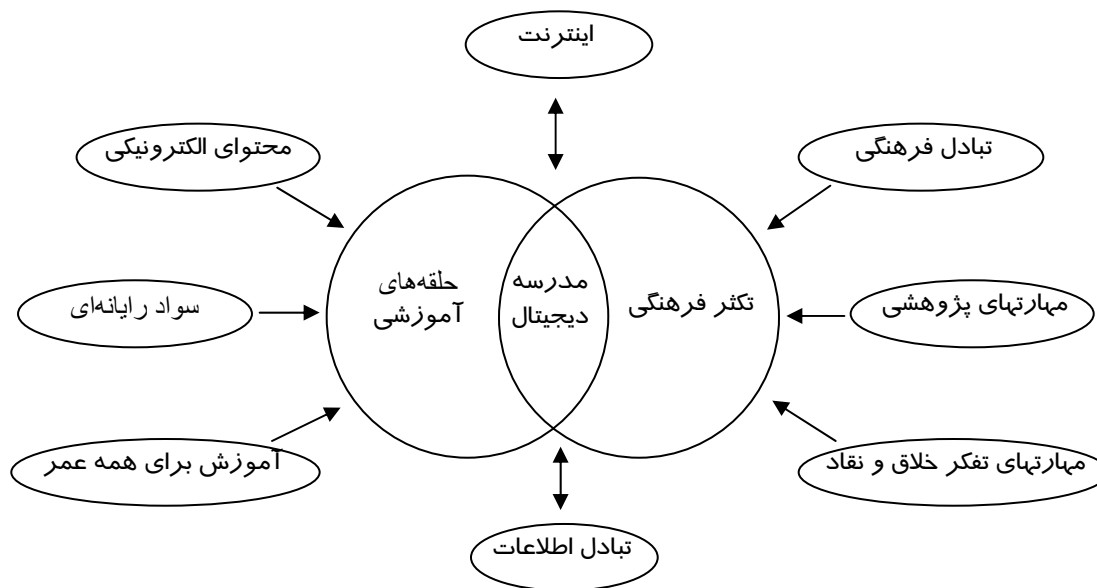 اینترنت
تبادل فرهنگی
محتوای الکترونیکی
مدرسه
دیجیتال
حلقه‌های
آموزشی
تکثر فرهنگی
مهارتهای پژوهشی
سواد رایانه‌ای
مهارتهای تفکر خلاق و نقاد
آموزش برای همه عمر
تبادل اطلاعات